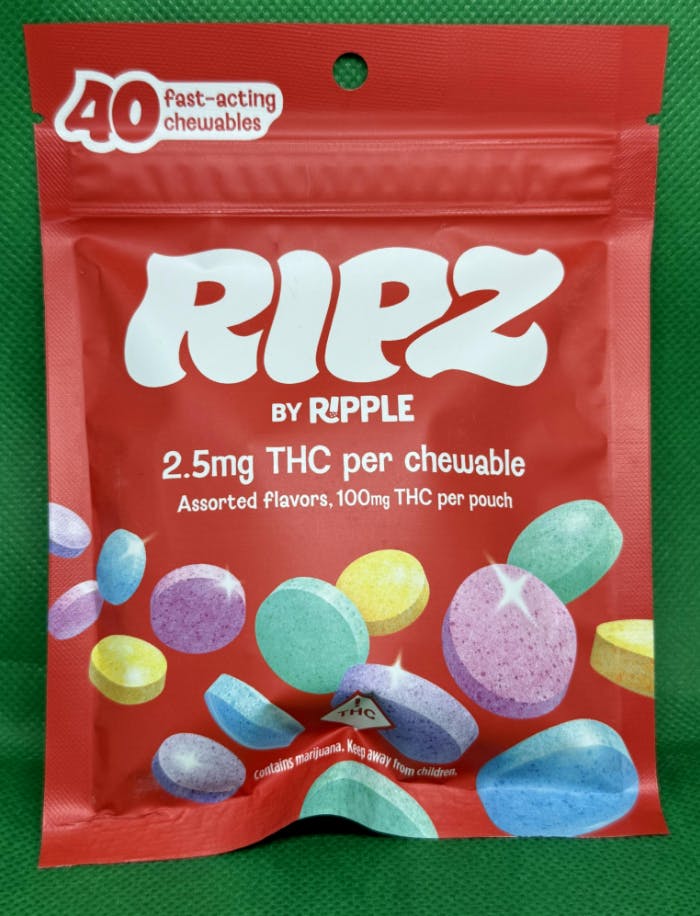 40 fast-acting
chewables
RIPZ
BY R!PPLE
2.5mg THC per chewable
Assorted flavors, 100mg THC per pouch
!
THC
Contains marijuana. Keep away from children.